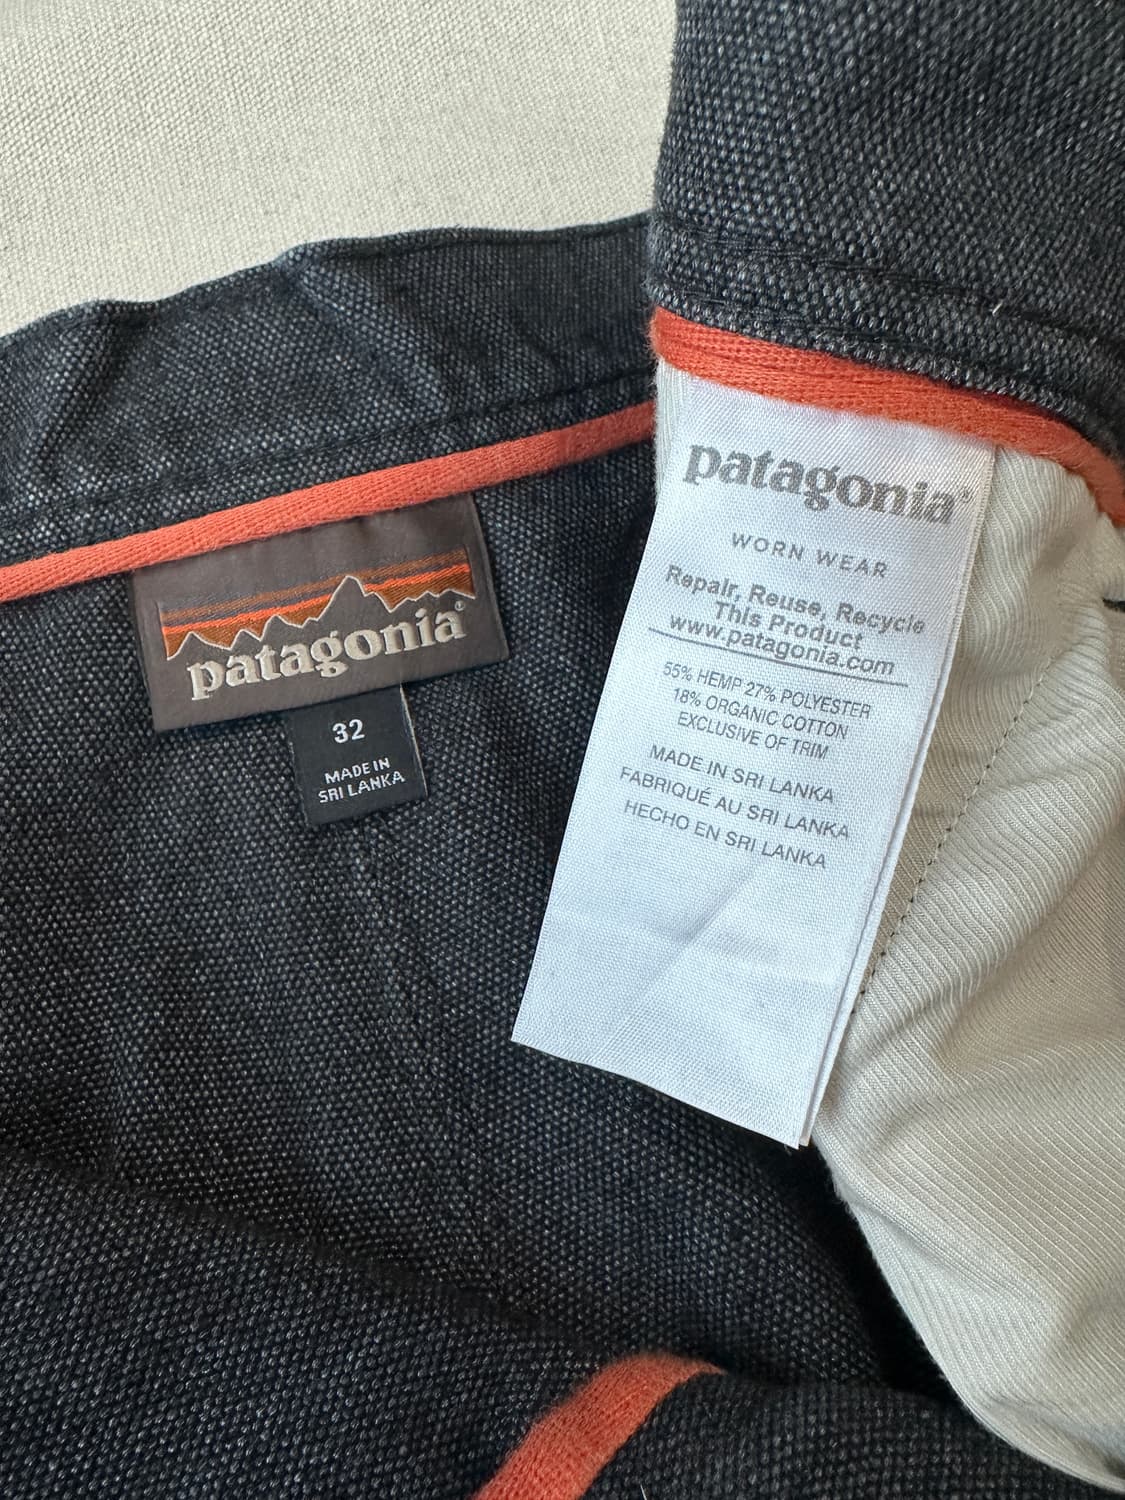 patagonia®
32
MADE IN
SRI LANKA
patagonia®
WORN WEAR
Repair, Reuse, Recycle
This Product
www.patagonia.com
55% HEMP 27% POLYESTER
18% ORGANIC COTTON
EXCLUSIVE OF TRIM
MADE IN SRI LANKA
FABRIQUÉ AU SRI LANKA
HECHO EN SRI LANKA